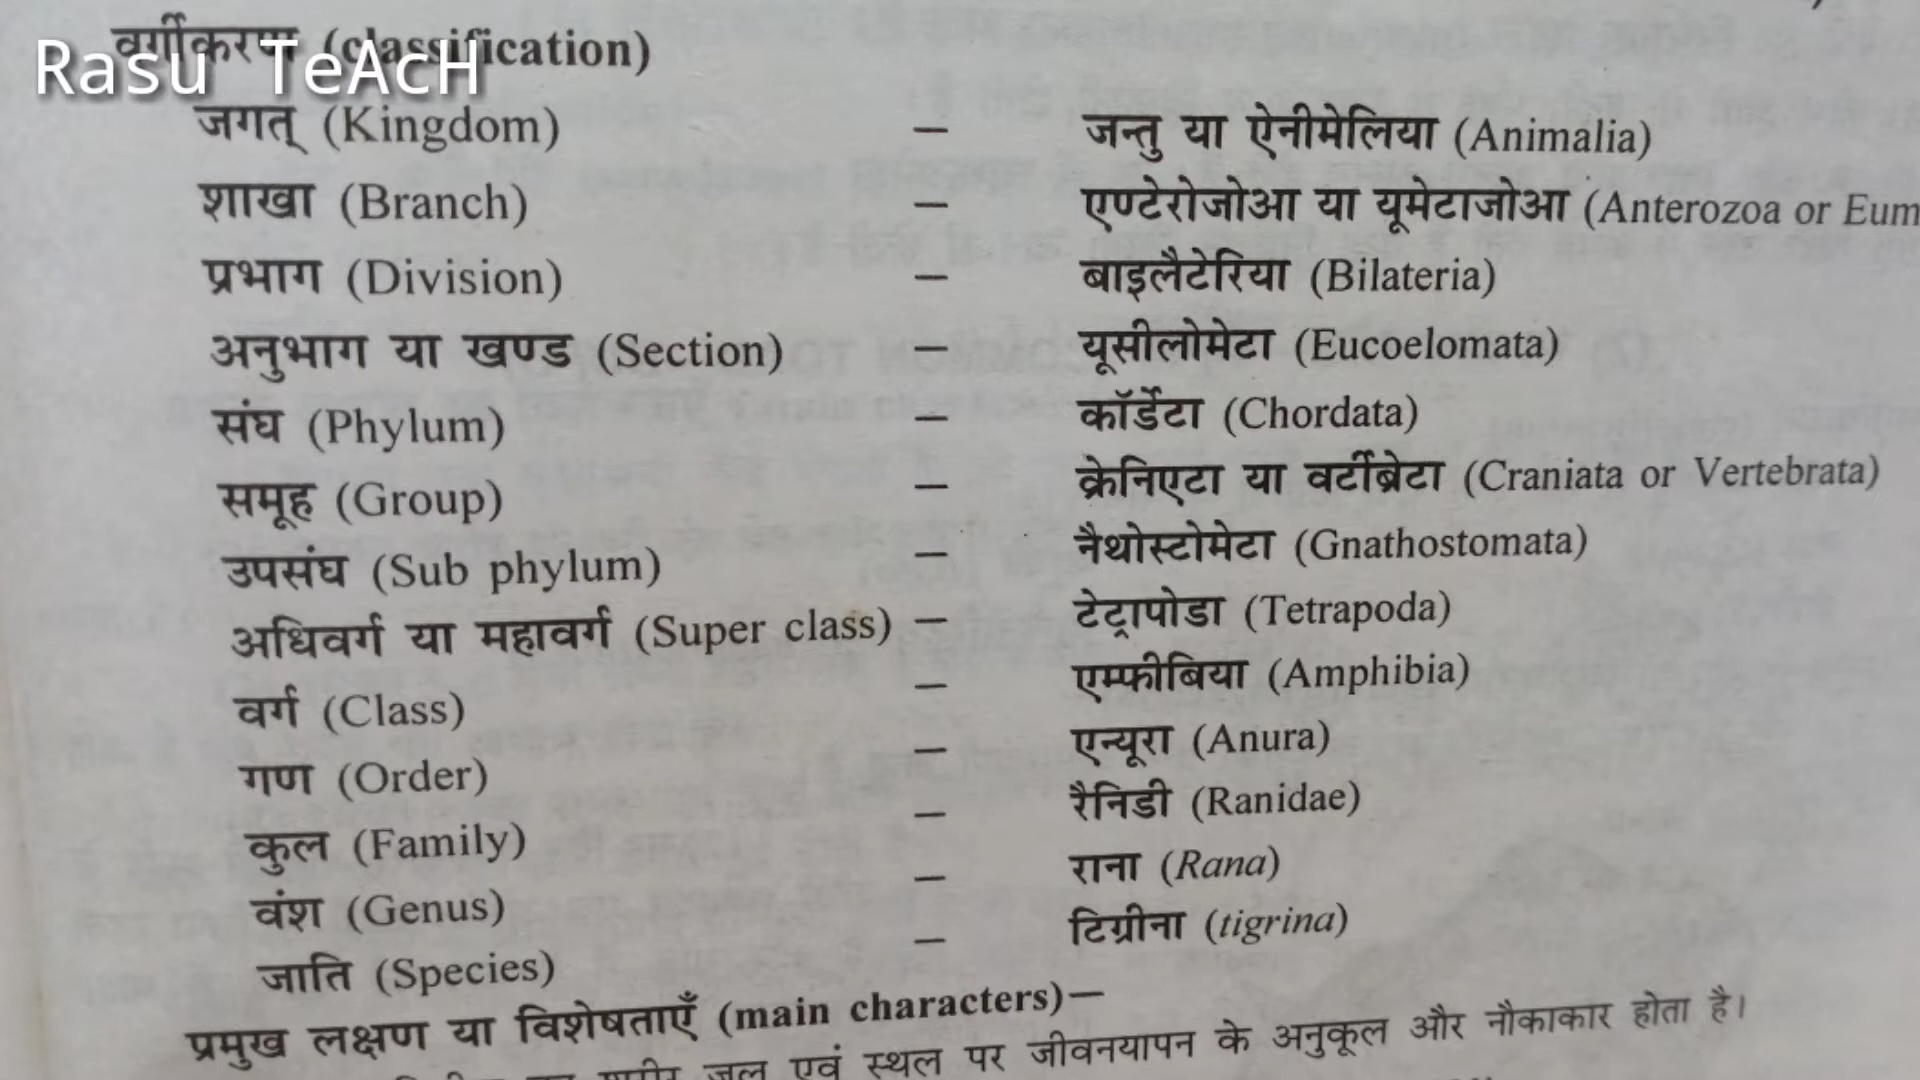 वर्गीकरण (classification)
Rasu TeAcH
जगत् (Kingdom) – जन्तु या ऐनीमेलिया (Animalia)
शाखा (Branch) – एण्टेरोजोआ या यूमेटाजोआ (Anterozoa or Eum
प्रभाग (Division) – बाइलैटेरिया (Bilateria)
अनुभाग या खण्ड (Section) – यूसीलोमेटा (Eucoelomata)
संघ (Phylum) – कॉर्डेटा (Chordata)
समूह (Group) – क्रेनिएटा या वर्टीब्रेटा (Craniata or Vertebrata)
उपसंघ (Sub phylum) – नैथोस्टोमेटा (Gnathostomata)
अधिवर्ग या महावर्ग (Super class) – टेट्रापोडा (Tetrapoda)
वर्ग (Class) – एम्फीबिया (Amphibia)
गण (Order) – एन्यूरा (Anura)
कुल (Family) – रैनिडी (Ranidae)
वंश (Genus) – राना (Rana)
जाति (Species) – टिग्रीना (tigrina)
प्रमुख लक्षण या विशेषताएँ (main characters)–
जल एवं स्थल पर जीवनयापन के अनुकूल और नौकाकार होता है।